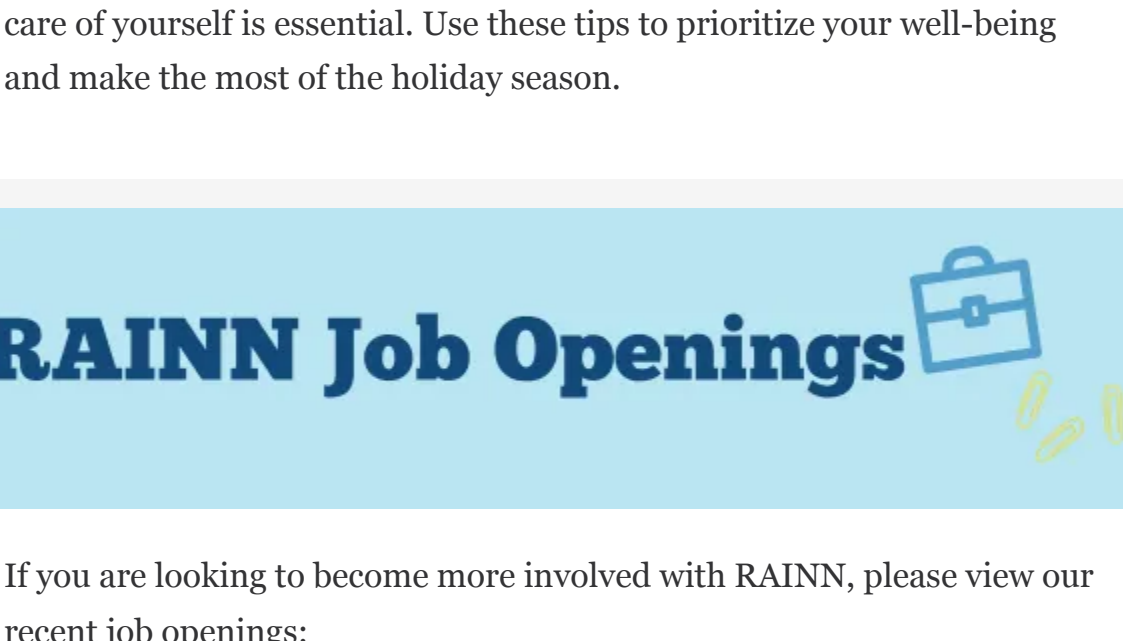 care of yourself is essential. Use these tips to prioritize your well-being
and make the most of the holiday season.
RAINN Job Openings
If you are looking to become more involved with RAINN, please view our
recent job openings: